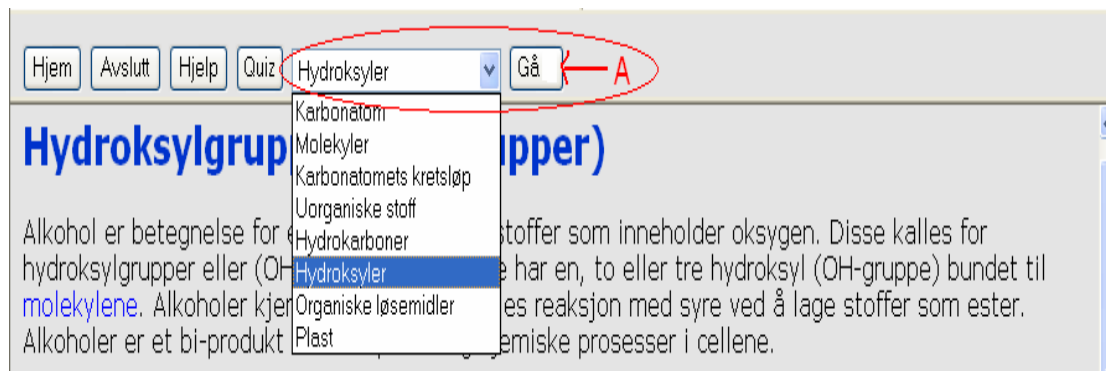 Hjem Avslutt Hjelp Quiz Hydroksyler Gå A
Karbonatom
Molekyler
Karbonatomets kretsløp
Uorganiske stoff
Hydrokarboner
Hydroksyler
Organiske løsemidler
Plast
Hydroksylgrupp upper)
Alkohol er betegnelse for stoffer som inneholder oksygen. Disse kalles for
hydroksylgrupper eller (OH har en, to eller tre hydroksyl (OH-gruppe) bundet til
molekylene. Alkoholer kjen es reaksjon med syre ved å lage stoffer som ester.
Alkoholer er et bi-produkt prosesser i cellene.